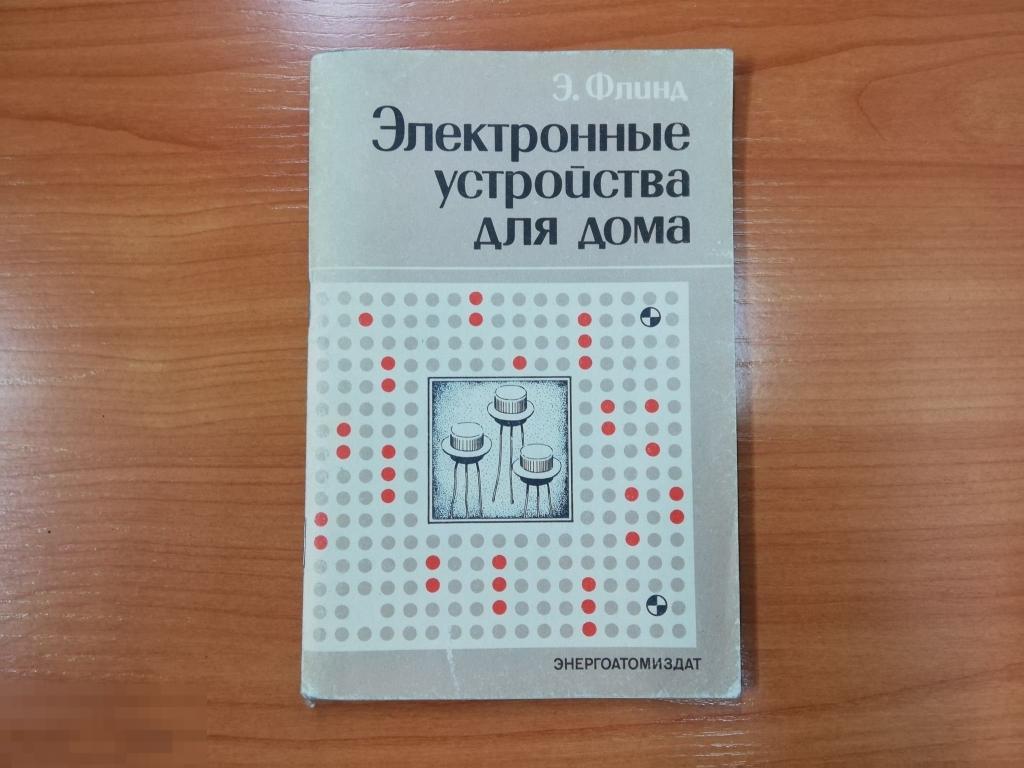 Э. Флинд
Электронные
устройства
для дома
ЭНЕРГОАТОМИЗДАТ